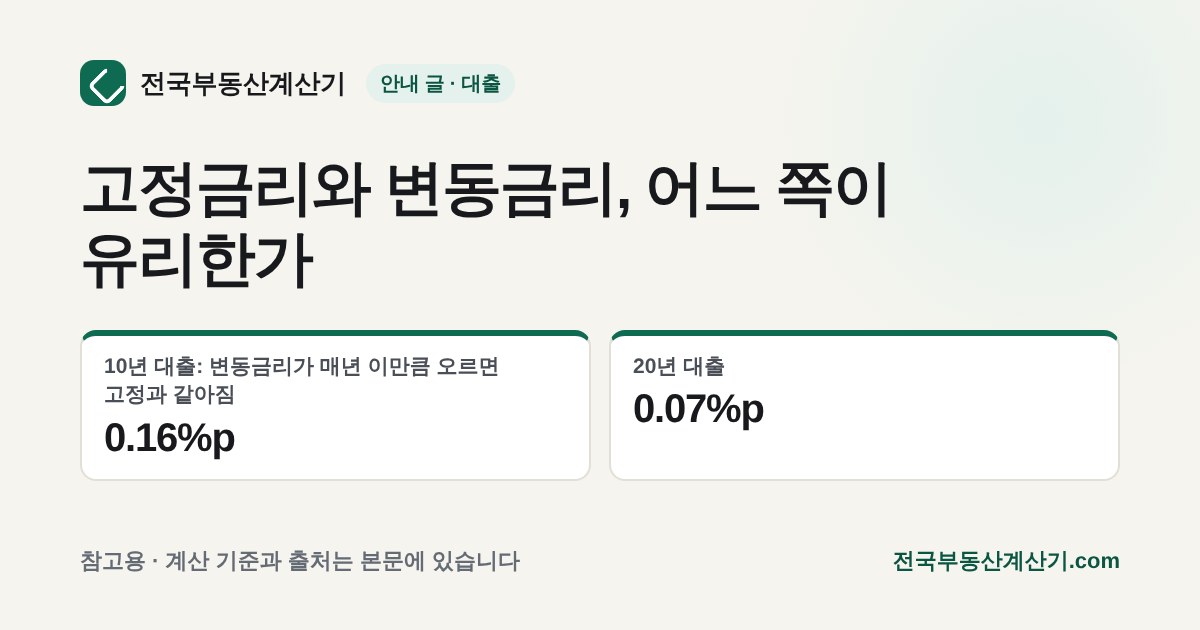 전국부동산계산기
안내 글 · 대출
고정금리와 변동금리, 어느 쪽이
유리한가
10년 대출: 변동금리가 매년 이만큼 오르면
고정과 같아짐
0.16%p
20년 대출
0.07%p
참고용 · 계산 기준과 출처는 본문에 있습니다
전국부동산계산기.com